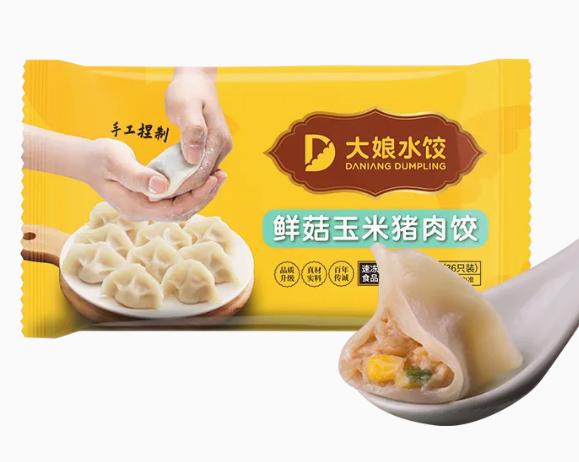 手工捏制
大娘水饺
DANIANG DUMPLING
鲜菇玉米猪肉饺
品质升级
真材实料
百年传诚
速冻食品
36只装)